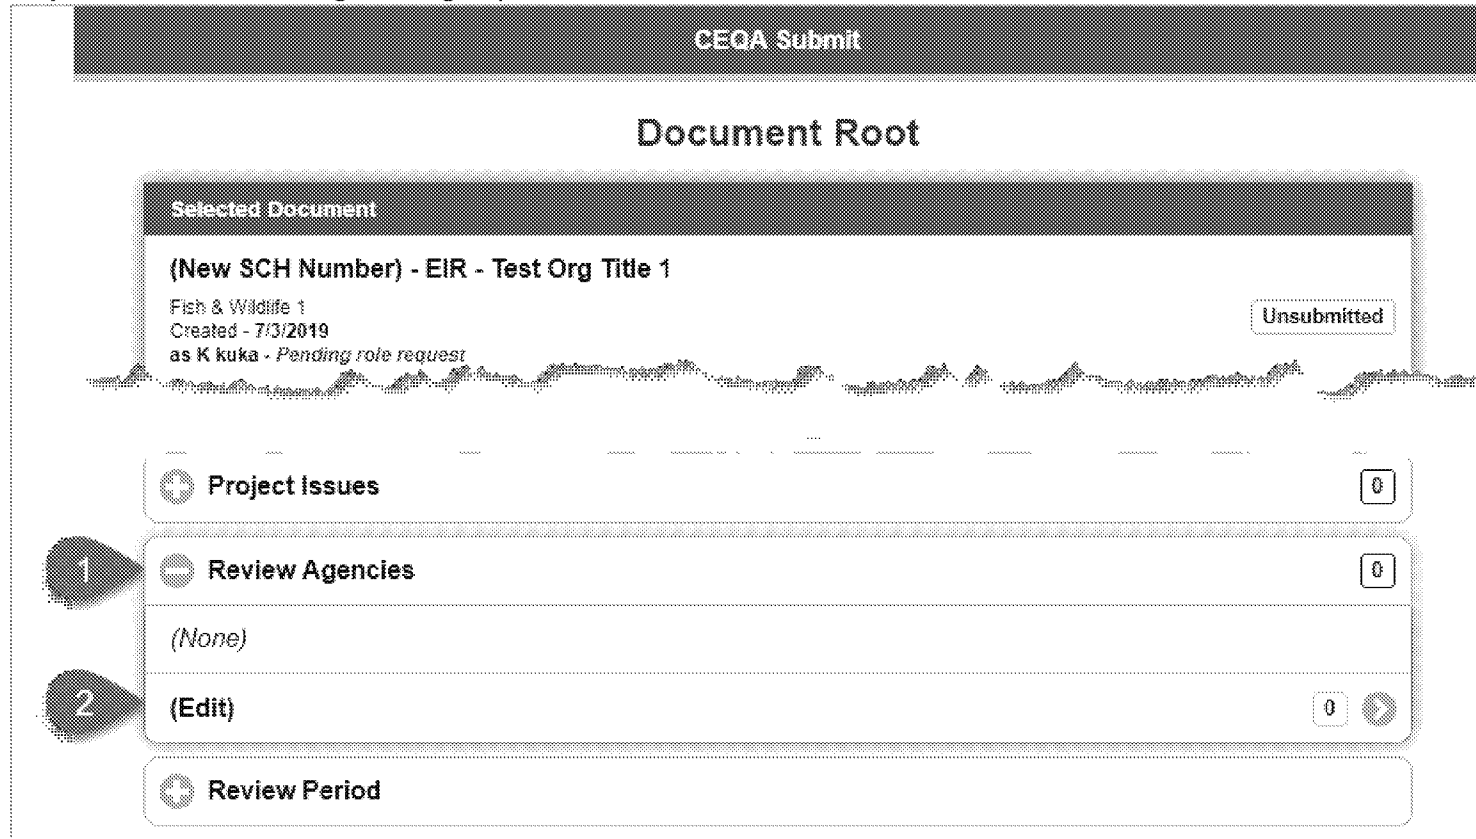 CEQA Submit
Document Root
Selected Document
(New SCH Number) - EIR - Test Org Title 1
Fish & Wildlife 1
Created - 7/3/2019
Unsubmitted
as K kuka - Pending role request
....
Project Issues 0
1 Review Agencies 0
(None)
2 (Edit) 0
Review Period